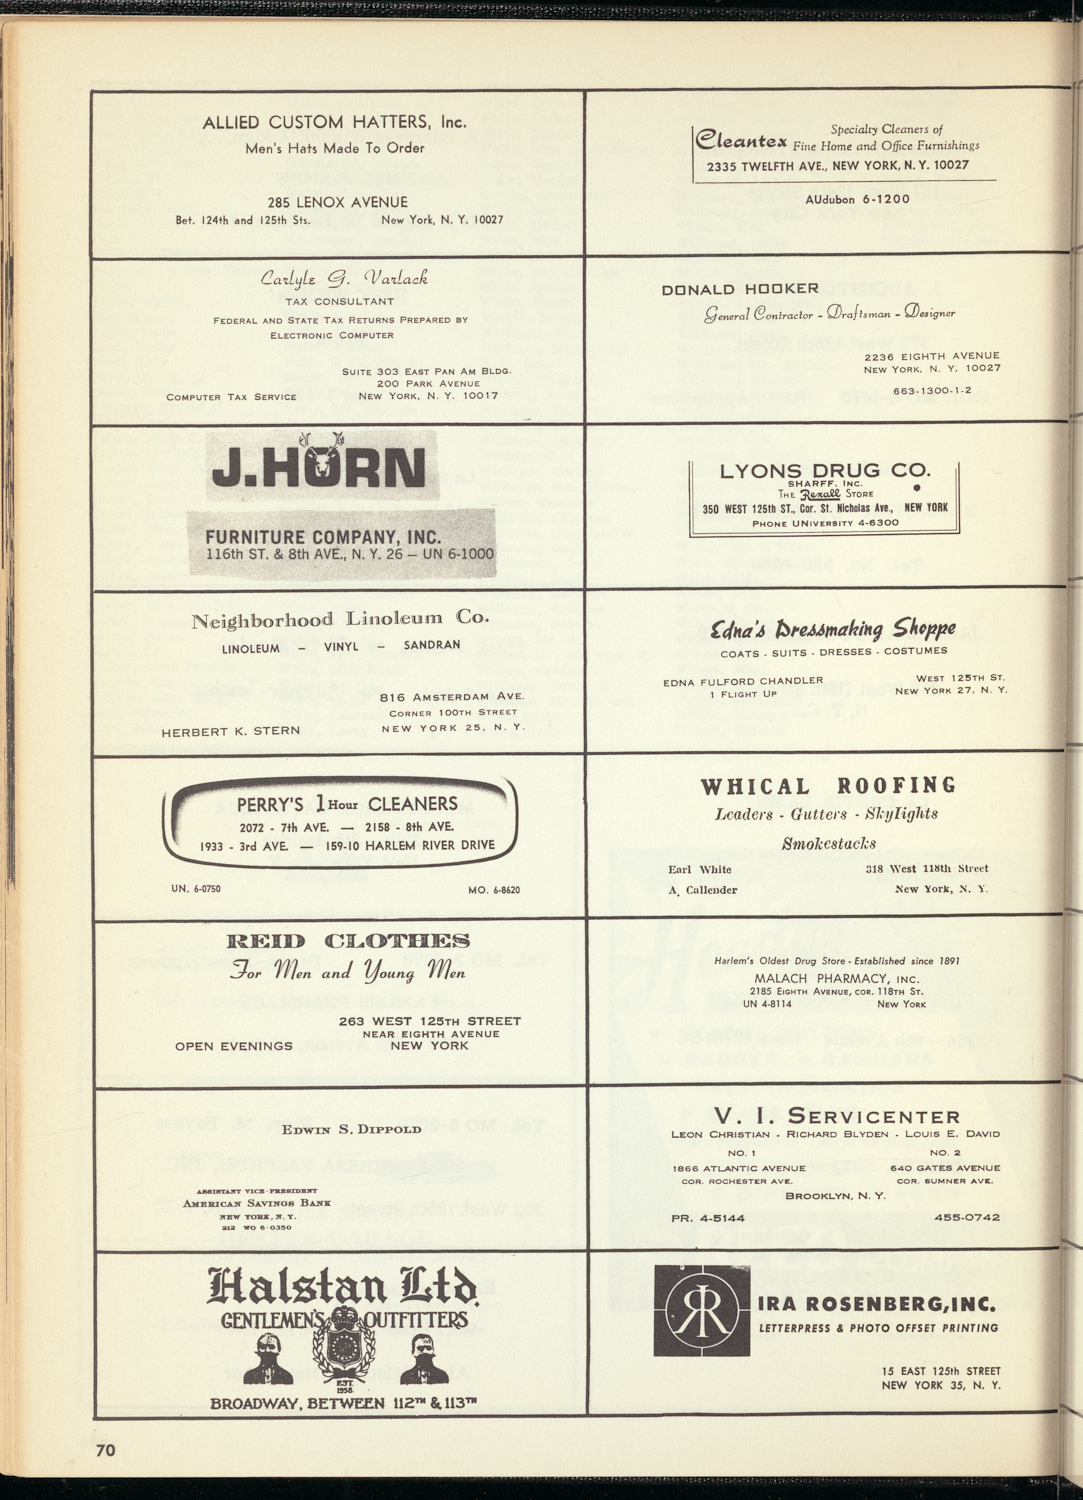 ALLIED CUSTOM HATTERS, Inc.
Men's Hats Made To Order
285 LENOX AVENUE
Bet. 124th and 125th Sts. New York, N. Y. 10027
Cleantex Specialty Cleaners of
Fine Home and Office Furnishings
2335 TWELFTH AVE., NEW YORK, N. Y. 10027
AUdubon 6-1200
Carlyle G. Varlack
TAX CONSULTANT
FEDERAL AND STATE TAX RETURNS PREPARED BY
ELECTRONIC COMPUTER
SUITE 303 EAST PAN AM BLDG.
200 PARK AVENUE
COMPUTER TAX SERVICE NEW YORK, N. Y. 10017
DONALD HOOKER
General Contractor - Draftsman - Designer
2236 EIGHTH AVENUE
NEW YORK. N. Y. 10027
663-1300-1-2
J.HORN
FURNITURE COMPANY, INC.
116th ST. & 8th AVE., N. Y. 26 — UN 6-1000
LYONS DRUG CO.
SHARFF. INC.
THE Rexall STORE
350 WEST 125th ST., Cor. St. Nicholas Ave., NEW YORK
PHONE UNIVERSITY 4-6300
Neighborhood Linoleum Co.
LINOLEUM — VINYL — SANDRAN
816 AMSTERDAM AVE.
CORNER 100TH STREET
HERBERT K. STERN NEW YORK 25, N. Y.
Edna's Dressmaking Shoppe
COATS - SUITS - DRESSES - COSTUMES
EDNA FULFORD CHANDLER WEST 125TH ST.
1 FLIGHT UP NEW YORK 27, N. Y.
PERRY'S 1 Hour CLEANERS
2072 - 7th AVE. — 2158 - 8th AVE.
1933 - 3rd AVE. — 159-10 HARLEM RIVER DRIVE
UN. 6-0750 MO. 6-8620
WHICAL ROOFING
Leaders - Gutters - Skylights
Smokestacks
Earl White 318 West 118th Street
A. Callender New York, N. Y.
REID CLOTHES
For Men and Young Men
263 WEST 125TH STREET
NEAR EIGHTH AVENUE
OPEN EVENINGS NEW YORK
Harlem's Oldest Drug Store - Established since 1891
MALACH PHARMACY, INC.
2185 EIGHTH AVENUE, COR. 118TH ST.
UN 4-8114 NEW YORK
EDWIN S. DIPPOLD
ASSISTANT VICE-PRESIDENT
AMERICAN SAVINGS BANK
NEW YORK, N. Y.
212 WO 6-0350
V. I. SERVICENTER
LEON CHRISTIAN - RICHARD BLYDEN - LOUIS E. DAVID
NO. 1 NO. 2
1866 ATLANTIC AVENUE 640 GATES AVENUE
COR. ROCHESTER AVE. COR. SUMNER AVE.
BROOKLYN, N. Y.
PR. 4-5144 455-0742
Halstan Ltd.
GENTLEMEN'S OUTFITTERS
EST.
1958
BROADWAY, BETWEEN 112TH & 113TH
IRA ROSENBERG, INC.
LETTERPRESS & PHOTO OFFSET PRINTING
15 EAST 125th STREET
NEW YORK 35, N. Y.
70